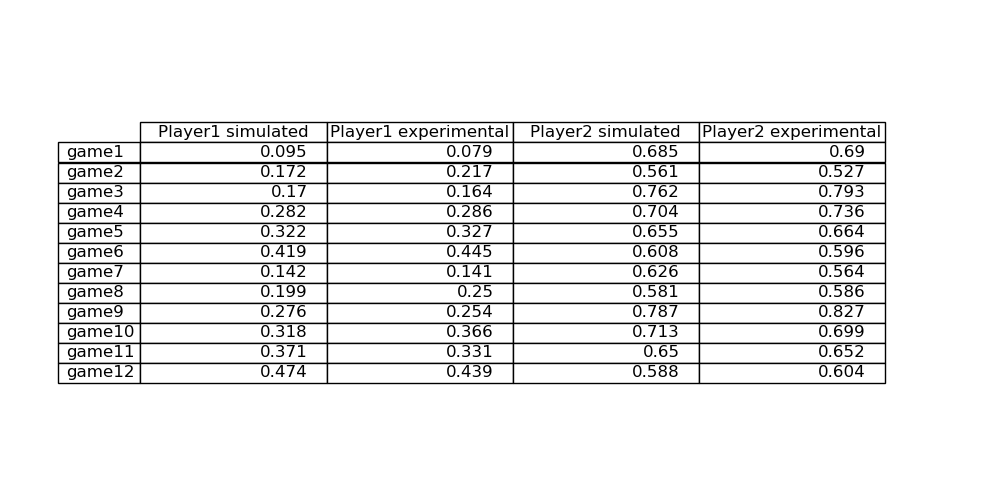 Player1 simulated Player1 experimental Player2 simulated Player2 experimental
game1 0.095 0.079 0.685 0.69
game2 0.172 0.217 0.561 0.527
game3 0.17 0.164 0.762 0.793
game4 0.282 0.286 0.704 0.736
game5 0.322 0.327 0.655 0.664
game6 0.419 0.445 0.608 0.596
game7 0.142 0.141 0.626 0.564
game8 0.199 0.25 0.581 0.586
game9 0.276 0.254 0.787 0.827
game10 0.318 0.366 0.713 0.699
game11 0.371 0.331 0.65 0.652
game12 0.474 0.439 0.588 0.604